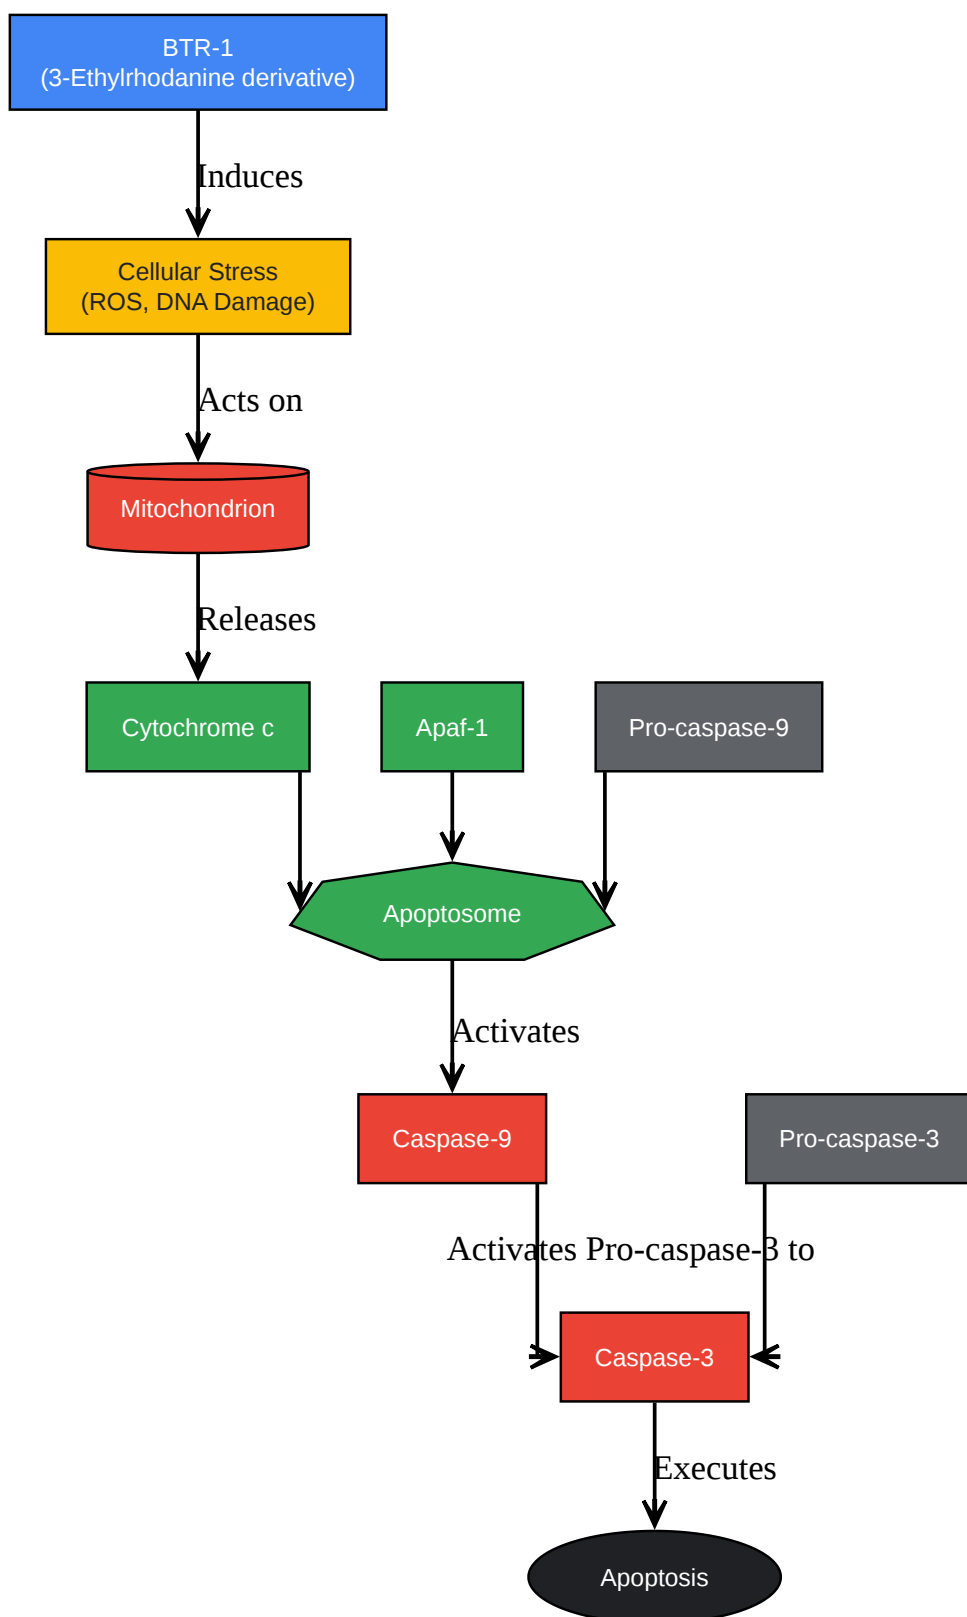 BTR-1
(3-Ethylrhodanine derivative)
Induces
Cellular Stress
(ROS, DNA Damage)
Acts on
Mitochondrion
Releases
Cytochrome c
Apaf-1
Pro-caspase-9
Apoptosome
Activates
Caspase-9
Pro-caspase-3
Activates Pro-caspase-3 to
Caspase-3
Executes
Apoptosis